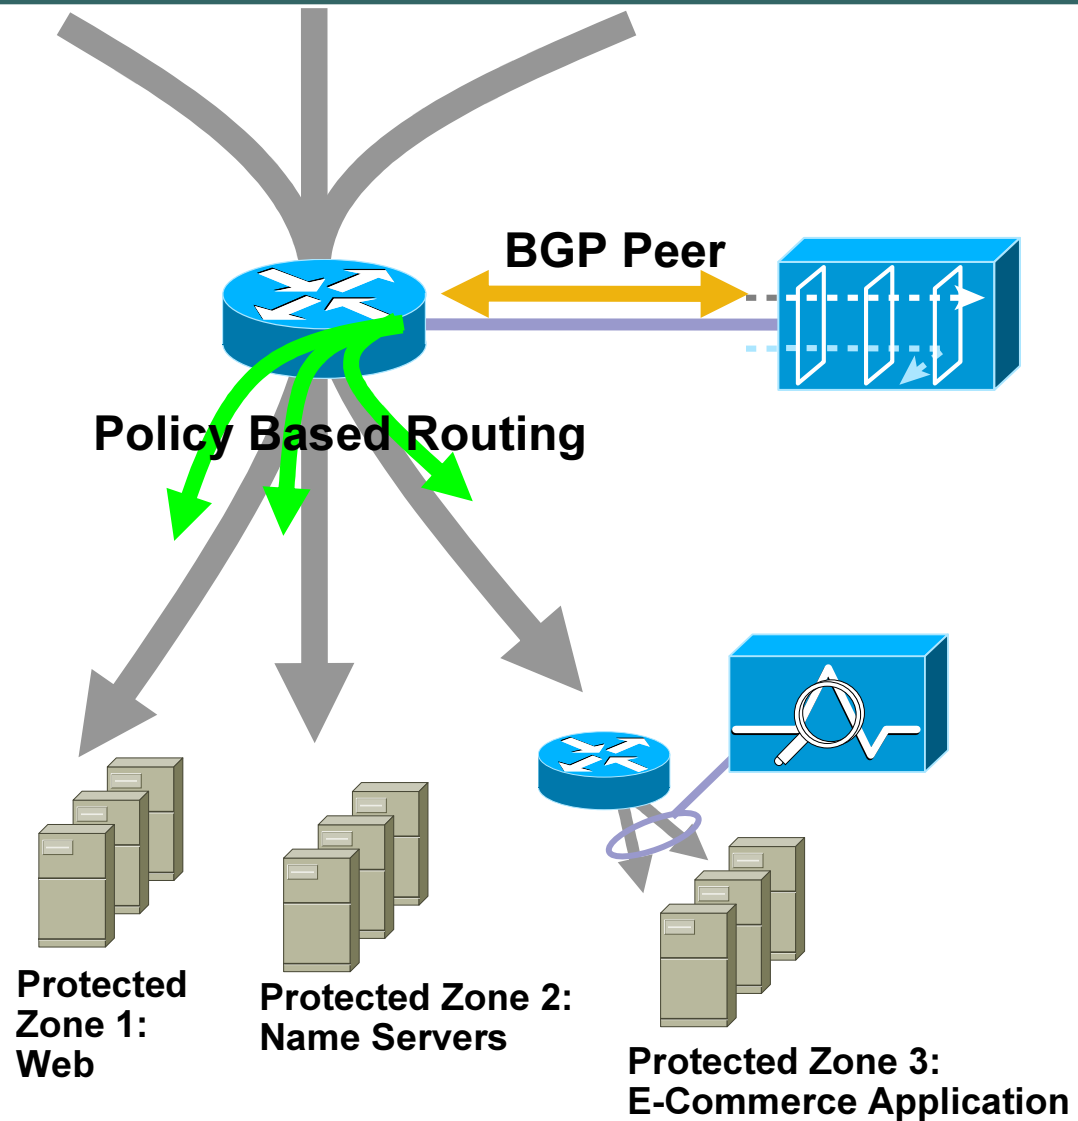 BGP Peer
Policy Based Routing
Protected
Zone 1:
Web
Protected Zone 2:
Name Servers
Protected Zone 3:
E-Commerce Application